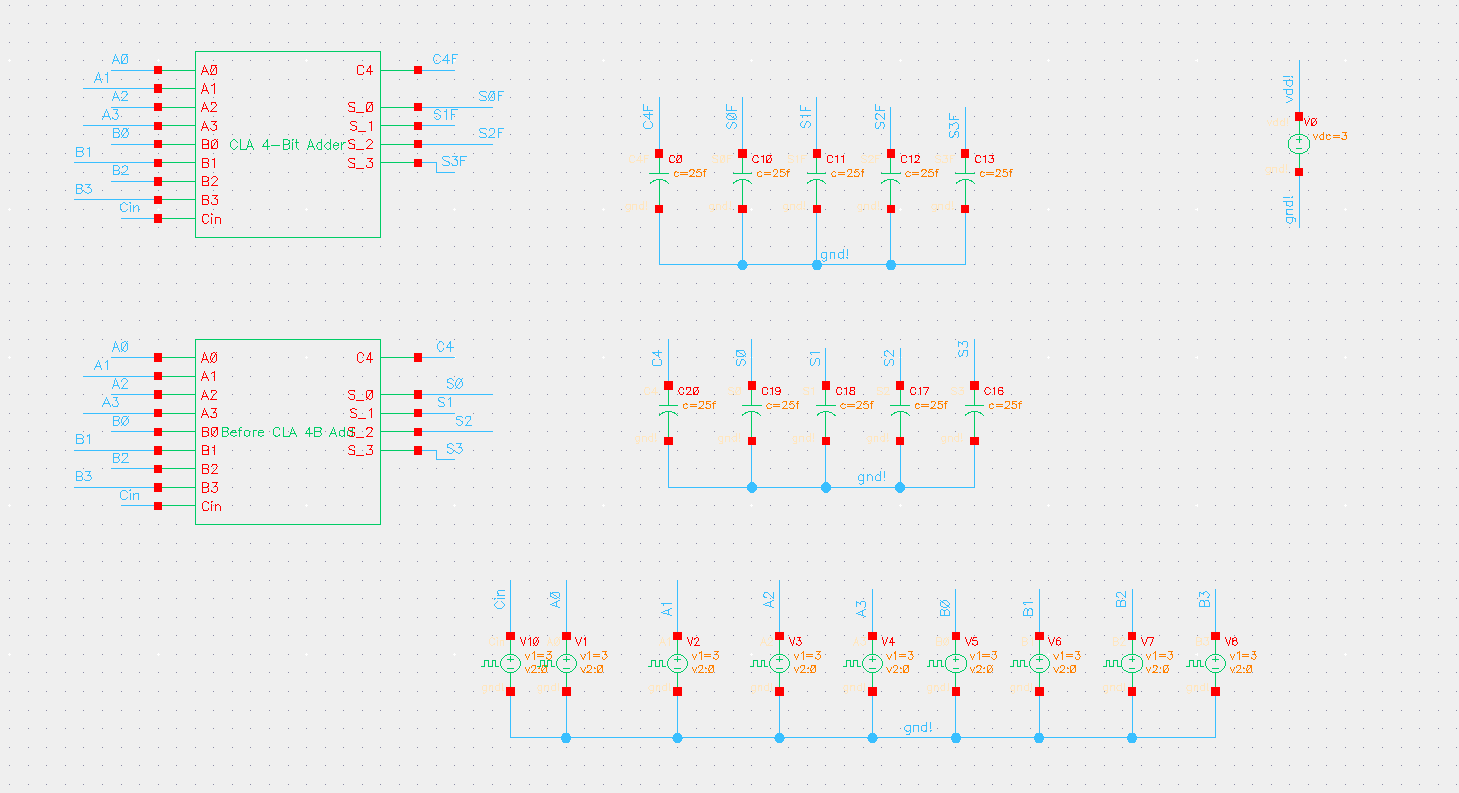 A0 A0 C4 C4F
A1 A1
A2 A2 S_0 S0F
A3 A3 S_1 S1F
B0 B0 CLA 4-Bit Adder S_2 S2F
B1 B1 S_3 S3F
B2 B2
B3 B3
Cin Cin
C4F S0F S1F S2F S3F
C0 C10 C11 C12 C13
c=25f c=25f c=25f c=25f c=25f
gnd!
vdd!
V0
vdc=3
gnd!
A0 A0 C4 C4
A1 A1
A2 A2 S_0 S0
A3 A3 S_1 S1
B0 B0 Before CLA 4B Add S_2 S2
B1 B1 S_3 S3
B2 B2
B3 B3
Cin Cin
C4 S0 S1 S2 S3
C20 C19 C18 C17 C16
c=25f c=25f c=25f c=25f c=25f
gnd!
Cin A0 A1 A2 A3 B0 B1 B2 B3
V10 V1 V2 V3 V4 V5 V6 V7 V8
v1=3 v1=3 v1=3 v1=3 v1=3 v1=3 v1=3 v1=3 v1=3
v2:0 v2:0 v2:0 v2:0 v2:0 v2:0 v2:0 v2:0 v2:0
gnd!